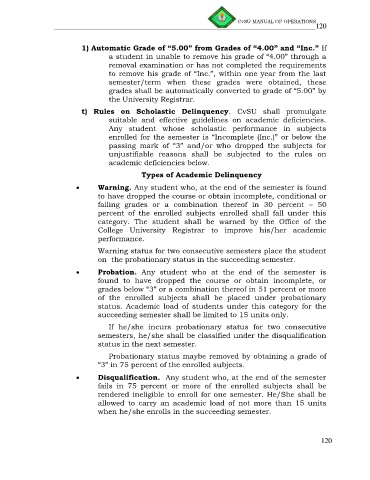 CvSU MANUAL OF OPERATIONS
120
1) Automatic Grade of “5.00” from Grades of “4.00” and “Inc.” If
a student in unable to remove his grade of “4.00” through a
removal examination or has not completed the requirements
to remove his grade of “Inc.”, within one year from the last
semester/term when these grades were obtained, these
grades shall be automatically converted to grade of “5.00” by
the University Registrar.
t) Rules on Scholastic Delinquency. CvSU shall promulgate
suitable and effective guidelines on academic deficiencies.
Any student whose scholastic performance in subjects
enrolled for the semester is “Incomplete (Inc.)” or below the
passing mark of “3” and/or who dropped the subjects for
unjustifiable reasons shall be subjected to the rules on
academic deficiencies below.
Types of Academic Delinquency
• Warning. Any student who, at the end of the semester is found
to have dropped the course or obtain incomplete, conditional or
failing grades or a combination thereof in 30 percent – 50
percent of the enrolled subjects enrolled shall fall under this
category. The student shall be warned by the Office of the
College University Registrar to improve his/her academic
performance.
Warning status for two consecutive semesters place the student
on the probationary status in the succeeding semester.
• Probation. Any student who at the end of the semester is
found to have dropped the course or obtain incomplete, or
grades below “3” or a combination thereof in 51 percent or more
of the enrolled subjects shall be placed under probationary
status. Academic load of students under this category for the
succeeding semester shall be limited to 15 units only.
If he/she incurs probationary status for two consecutive
semesters, he/she shall be classified under the disqualification
status in the next semester.
Probationary status maybe removed by obtaining a grade of
“3” in 75 percent of the enrolled subjects.
• Disqualification. Any student who, at the end of the semester
fails in 75 percent or more of the enrolled subjects shall be
rendered ineligible to enroll for one semester. He/She shall be
allowed to carry an academic load of not more than 15 units
when he/she enrolls in the succeeding semester.
120